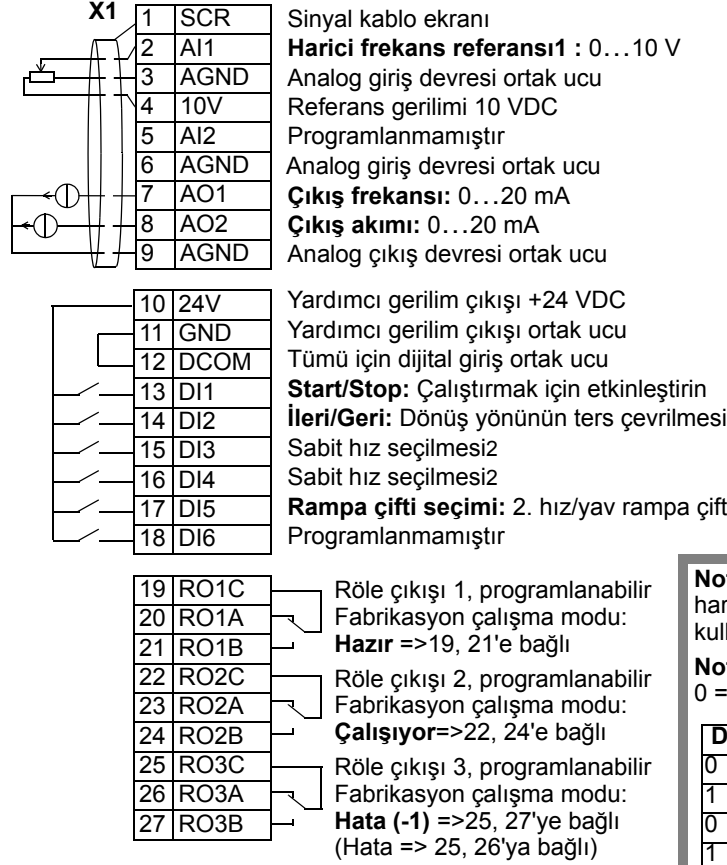 X1
1 SCR Sinyal kablo ekranı
2 AI1 Harici frekans referansı1 : 0…10 V
3 AGND Analog giriş devresi ortak ucu
4 10V Referans gerilimi 10 VDC
5 AI2 Programlanmamıştır
6 AGND Analog giriş devresi ortak ucu
7 AO1 Çıkış frekansı: 0…20 mA
8 AO2 Çıkış akımı: 0…20 mA
9 AGND Analog çıkış devresi ortak ucu
10 24V Yardımcı gerilim çıkışı +24 VDC
11 GND Yardımcı gerilim çıkışı ortak ucu
12 DCOM Tümü için dijital giriş ortak ucu
13 DI1 Start/Stop: Çalıştırmak için etkinleştirin
14 DI2 İleri/Geri: Dönüş yönünün ters çevrilmesi
15 DI3 Sabit hız seçilmesi2
16 DI4 Sabit hız seçilmesi2
17 DI5 Rampa çifti seçimi: 2. hız/yav rampa çift
18 DI6 Programlanmamıştır
19 RO1C Röle çıkışı 1, programlanabilir
20 RO1A Fabrikasyon çalışma modu:
21 RO1B Hazır =>19, 21'e bağlı
22 RO2C Röle çıkışı 2, programlanabilir
23 RO2A Fabrikasyon çalışma modu:
24 RO2B Çalışıyor=>22, 24'e bağlı
25 RO3C Röle çıkışı 3, programlanabilir
26 RO3A Fabrikasyon çalışma modu:
27 RO3B Hata (-1) =>25, 27'ye bağlı
(Hata => 25, 26'ya bağlı)
0 =
0
1
0
1